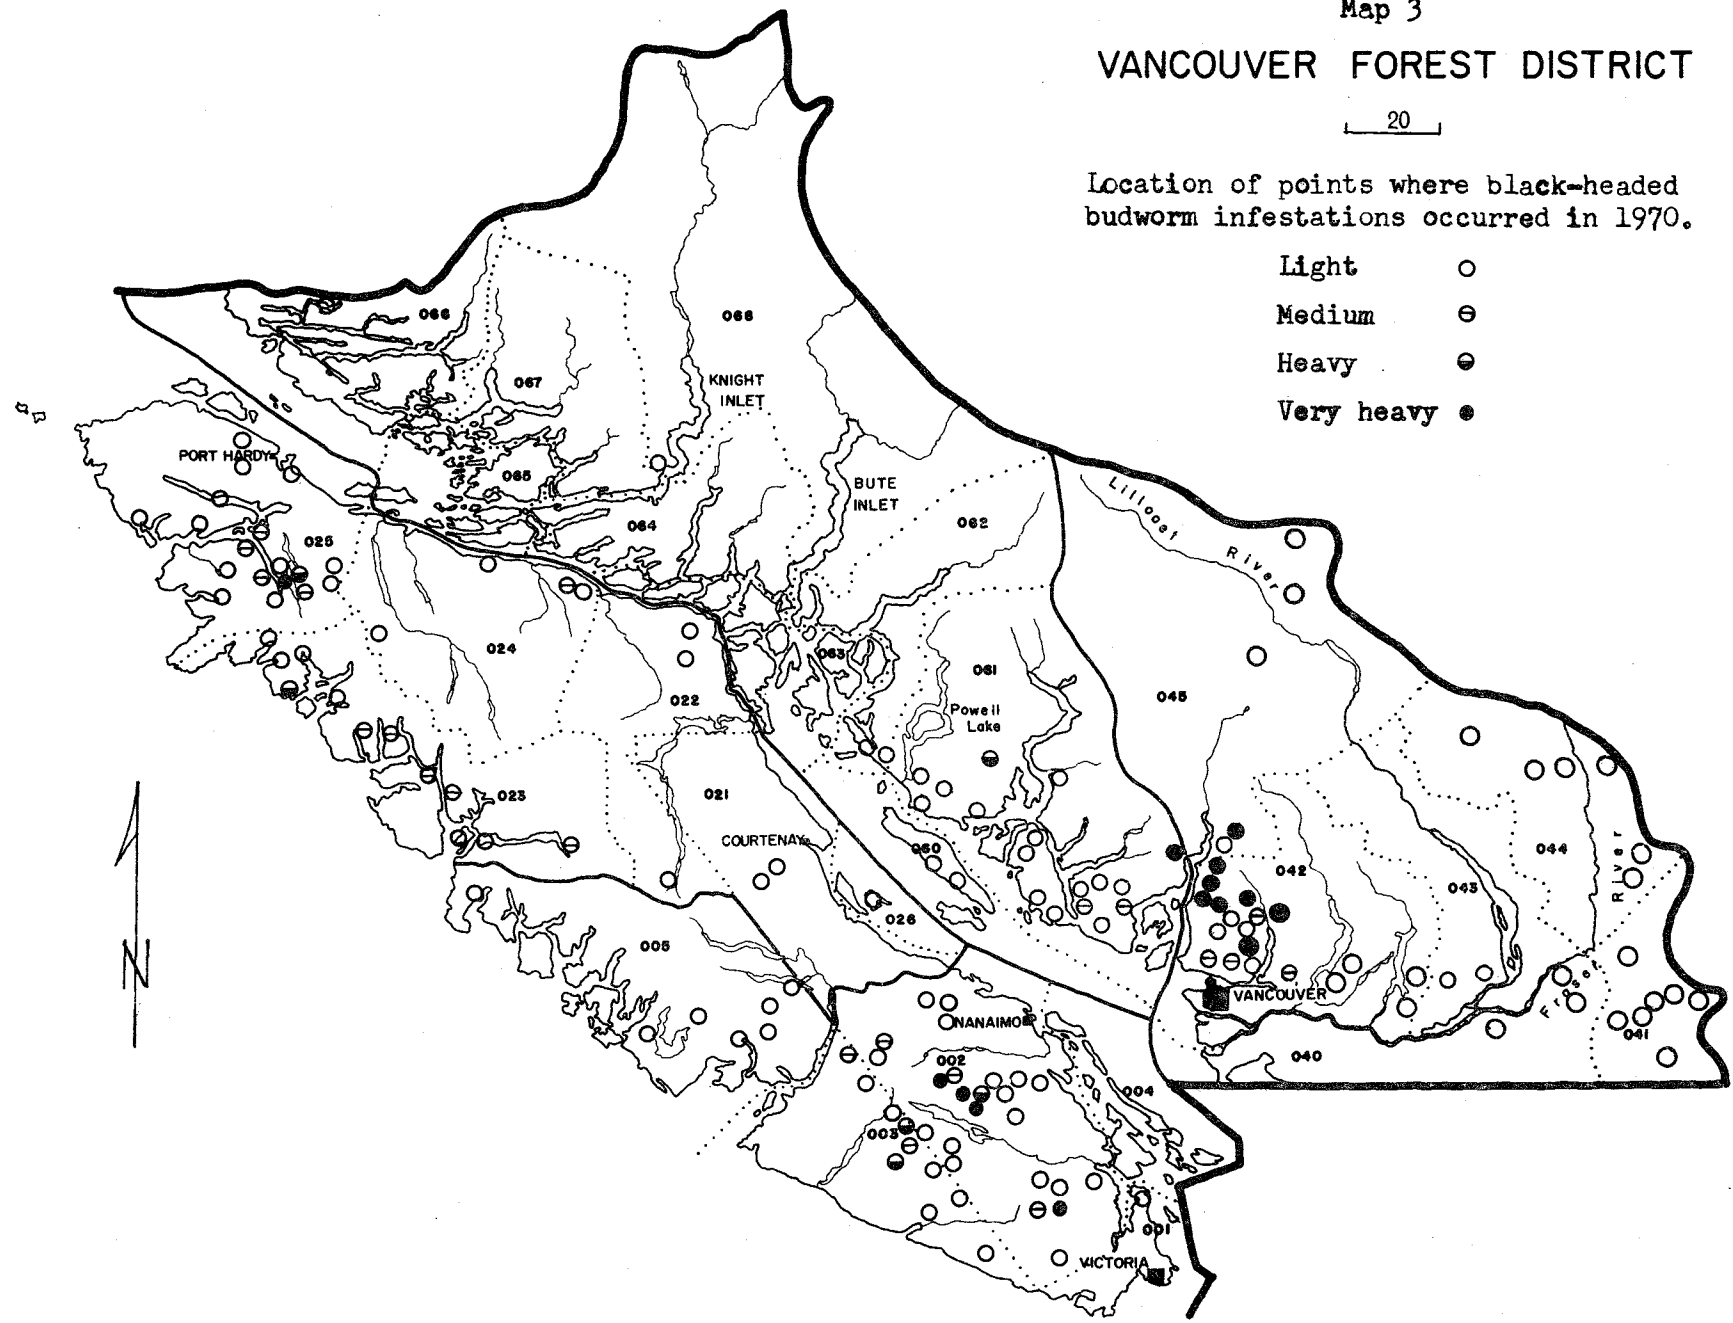 Map 3
VANCOUVER FOREST DISTRICT
20
Location of points where black-headed
budworm infestations occurred in 1970.
Light
Medium
Heavy
Very heavy
066
068
067
KNIGHT
INLET
PORT HARDY
065
BUTE
INLET
064
062
Lillooet River
025
024
063
061
045
022
Powell
Lake
023
021
COURTENAY
060
042
043
044
River
026
005
Fraser
VANCOUVER
NANAIMO
041
040
002
004
003
001
VICTORIA
N